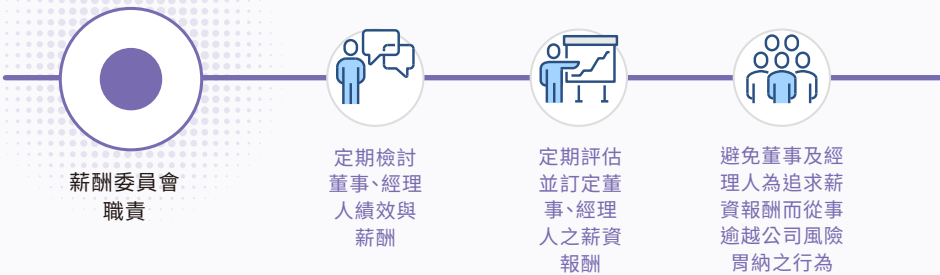 薪酬委員會
職責
定期檢討
董事、經理
人績效與
薪酬
定期評估
並訂定董
事、經理
人之薪資
報酬
避免董事及經
理人為追求薪
資報酬而從事
逾越公司風險
胃納之行為